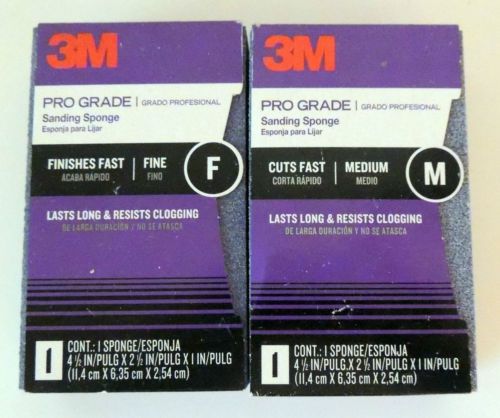 3M
PRO GRADE | GRADO PROFESIONAL
Sanding Sponge
Esponja para Lijar
FINISHES FAST | FINE
ACABA RÁPIDO FINO
F
LASTS LONG & RESISTS CLOGGING
DE LARGA DURACIÓN / NO SE ATASCA
1 CONT.: 1 SPONGE/ESPONJA
4 ½ IN/PULG X 2 ½ IN/PULG X 1 IN/PULG
(11,4 cm X 6,35 cm X 2,54 cm)
3M
PRO GRADE | GRADO PROFESIONAL
Sanding Sponge
Esponja para Lijar
CUTS FAST | MEDIUM
CORTA RÁPIDO MEDIO
M
LASTS LONG & RESISTS CLOGGING
DE LARGA DURACIÓN Y NO SE ATASCA
1 CONT.: 1 SPONGE/ESPONJA
4 ½ IN/PULG.X 2 ½ IN/PULG X 1 IN/PULG
(11,4 cm X 6,35 cm X 2,54 cm)